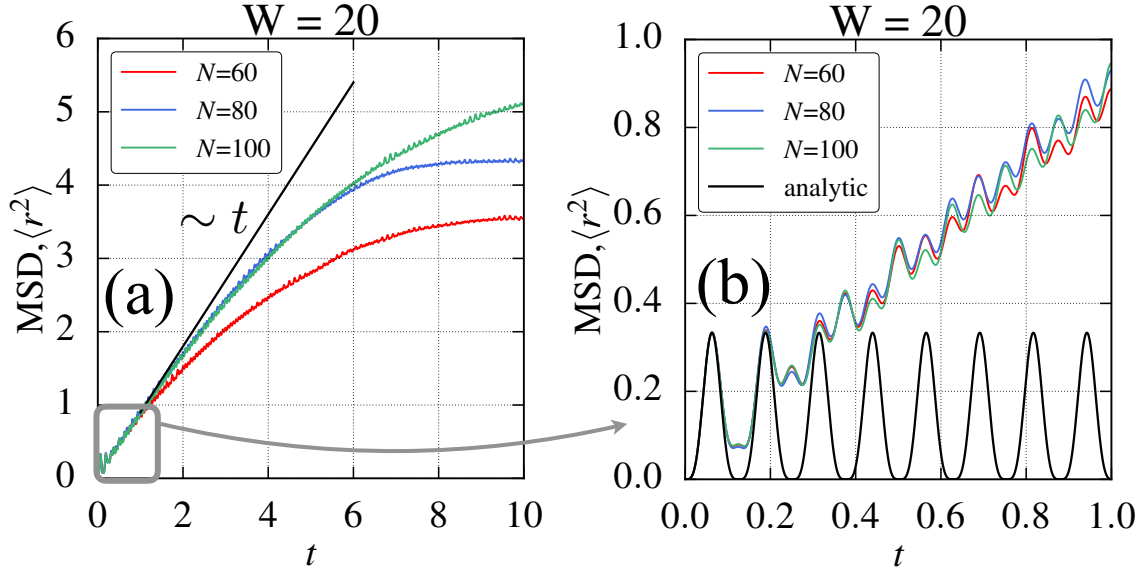 W = 20
MSD, ⟨r²⟩
6
5
4
3
2
1
0
N=60
N=80
N=100
~ t
(a)
0 2 4 6 8 10
t
W = 20
MSD, ⟨r²⟩
1.0
0.8
0.6
0.4
0.2
0.0
N=60
N=80
N=100
analytic
(b)
0.0 0.2 0.4 0.6 0.8 1.0
t